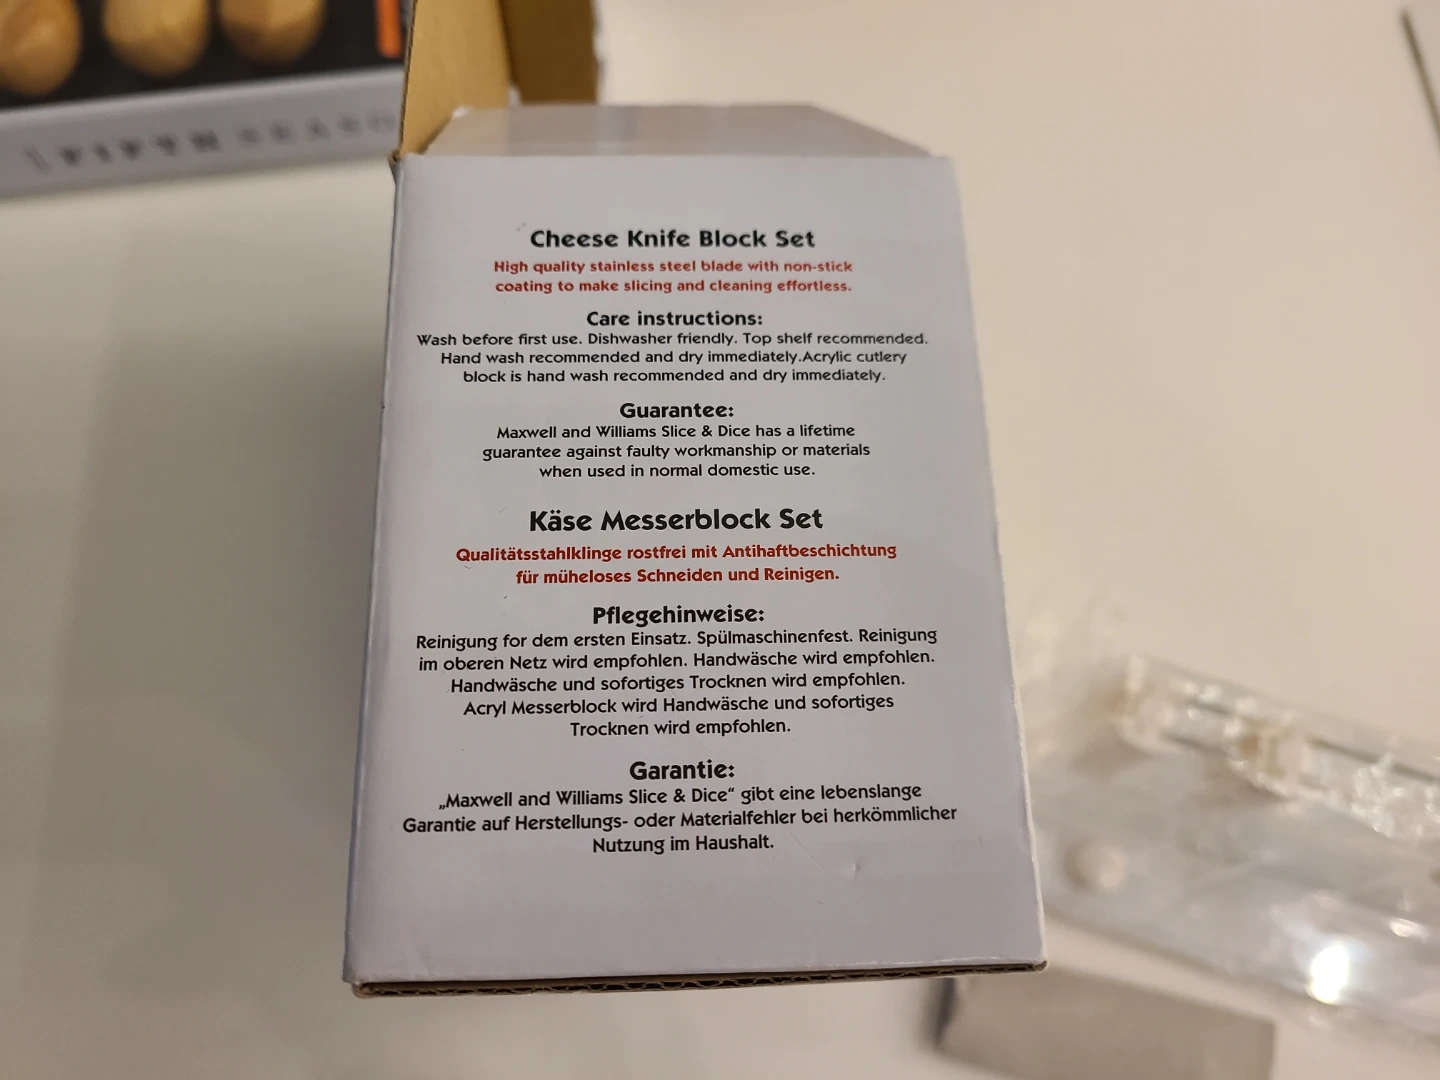 FIFTH SEASO
Cheese Knife Block Set
High quality stainless steel blade with non-stick
coating to make slicing and cleaning effortless.
Care instructions:
Wash before first use. Dishwasher friendly. Top shelf recommended.
Hand wash recommended and dry immediately.Acrylic cutlery
block is hand wash recommended and dry immediately.
Guarantee:
Maxwell and Williams Slice & Dice has a lifetime
guarantee against faulty workmanship or materials
when used in normal domestic use.
Käse Messerblock Set
Qualitätsstahlklinge rostfrei mit Antihaftbeschichtung
für müheloses Schneiden und Reinigen.
Pflegehinweise:
Reinigung for dem ersten Einsatz. Spülmaschinenfest. Reinigung
im oberen Netz wird empfohlen. Handwäsche wird empfohlen.
Handwäsche und sofortiges Trocknen wird empfohlen.
Acryl Messerblock wird Handwäsche und sofortiges
Trocknen wird empfohlen.
Garantie:
„Maxwell and Williams Slice & Dice“ gibt eine lebenslange
Garantie auf Herstellungs- oder Materialfehler bei herkömmlicher
Nutzung im Haushalt.